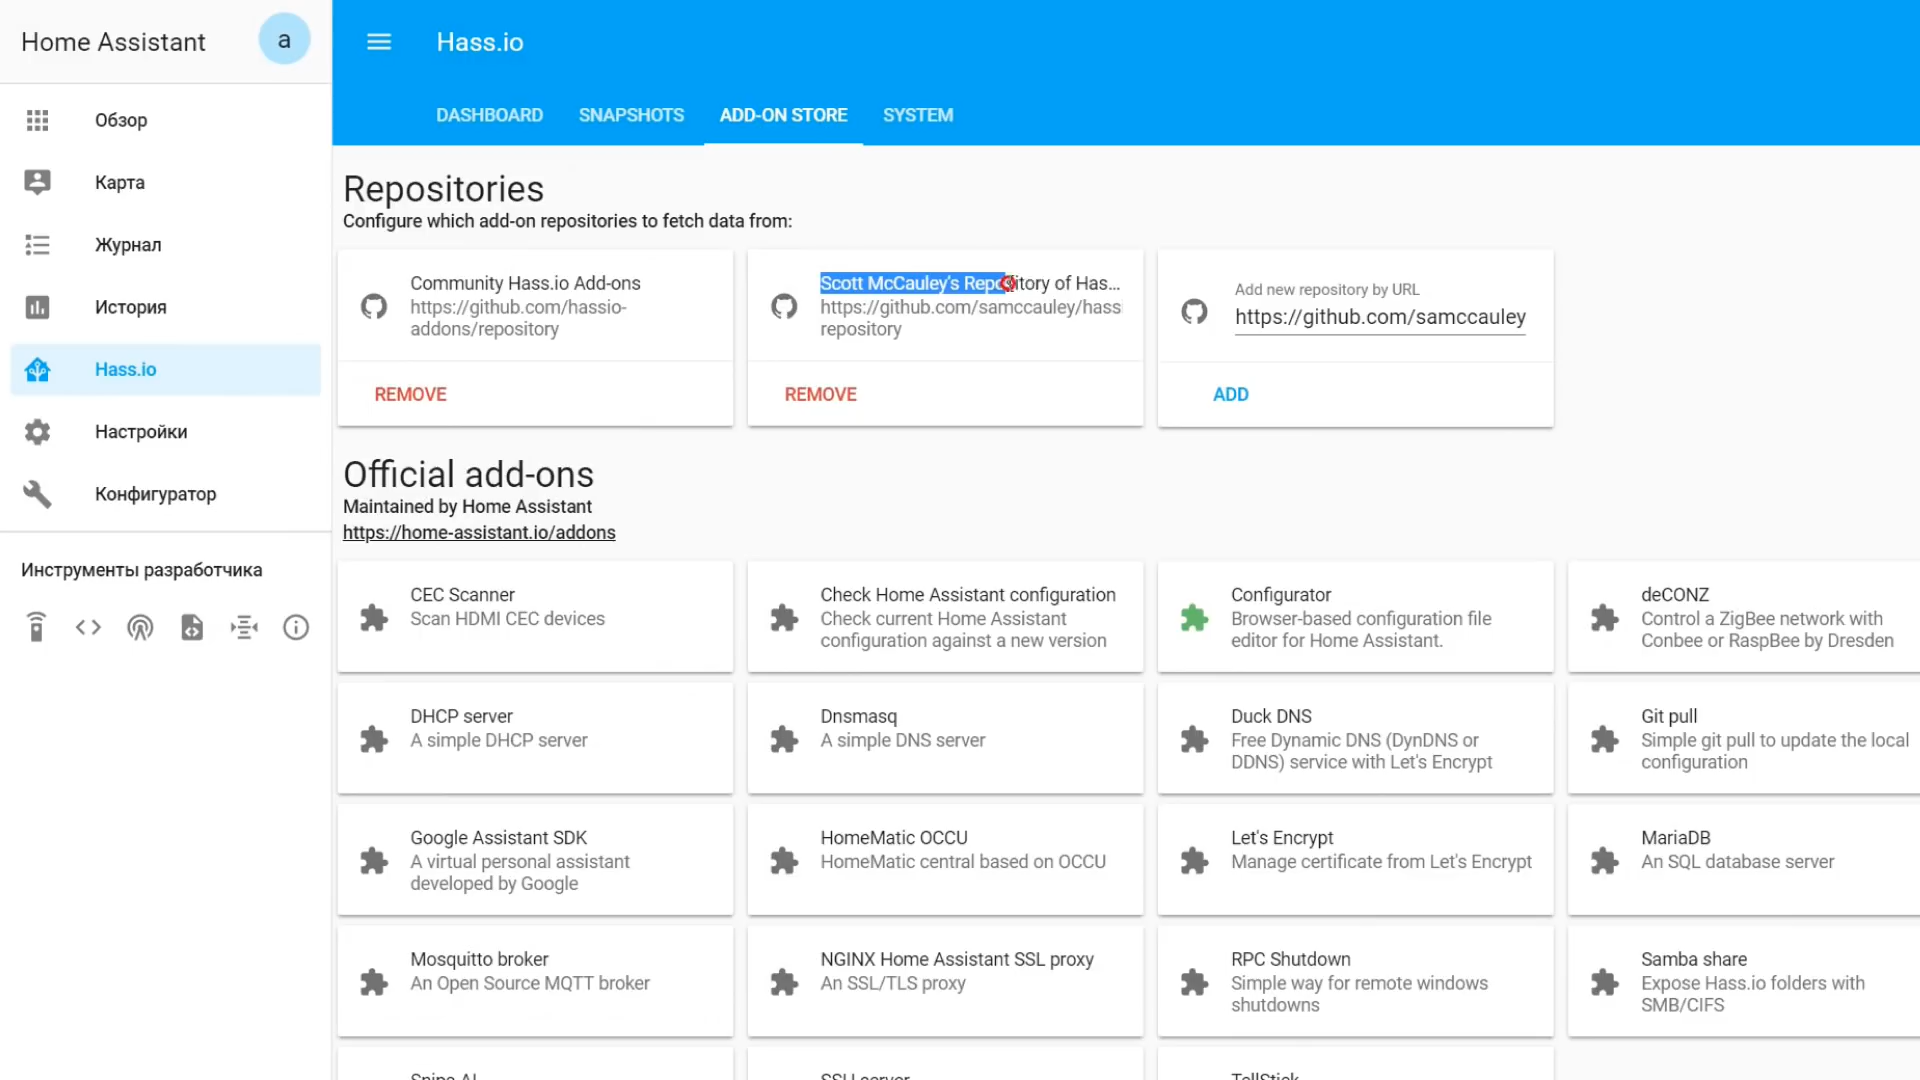 Home Assistant
a
Hass.io
DASHBOARD
SNAPSHOTS
ADD-ON STORE
SYSTEM
Обзор
Карта
Журнал
История
Hass.io
Настройки
Конфигуратор
Инструменты разработчика
Repositories
Configure which add-on repositories to fetch data from:
Community Hass.io Add-ons
https://github.com/hassio-
addons/repository
REMOVE
Scott McCauley's Repository of Has...
https://github.com/samccauley/hass
repository
REMOVE
Add new repository by URL
https://github.com/samccauley
ADD
Official add-ons
Maintained by Home Assistant
https://home-assistant.io/addons
CEC Scanner
Scan HDMI CEC devices
Check Home Assistant configuration
Check current Home Assistant
configuration against a new version
Configurator
Browser-based configuration file
editor for Home Assistant.
deCONZ
Control a ZigBee network with
Conbee or RaspBee by Dresden
DHCP server
A simple DHCP server
Dnsmasq
A simple DNS server
Duck DNS
Free Dynamic DNS (DynDNS or
DDNS) service with Let's Encrypt
Git pull
Simple git pull to update the local
configuration
Google Assistant SDK
A virtual personal assistant
developed by Google
HomeMatic OCCU
HomeMatic central based on OCCU
Let's Encrypt
Manage certificate from Let's Encrypt
MariaDB
An SQL database server
Mosquitto broker
An Open Source MQTT broker
NGINX Home Assistant SSL proxy
An SSL/TLS proxy
RPC Shutdown
Simple way for remote windows
shutdowns
Samba share
Expose Hass.io folders with
SMB/CIFS
SSH server
TellStick